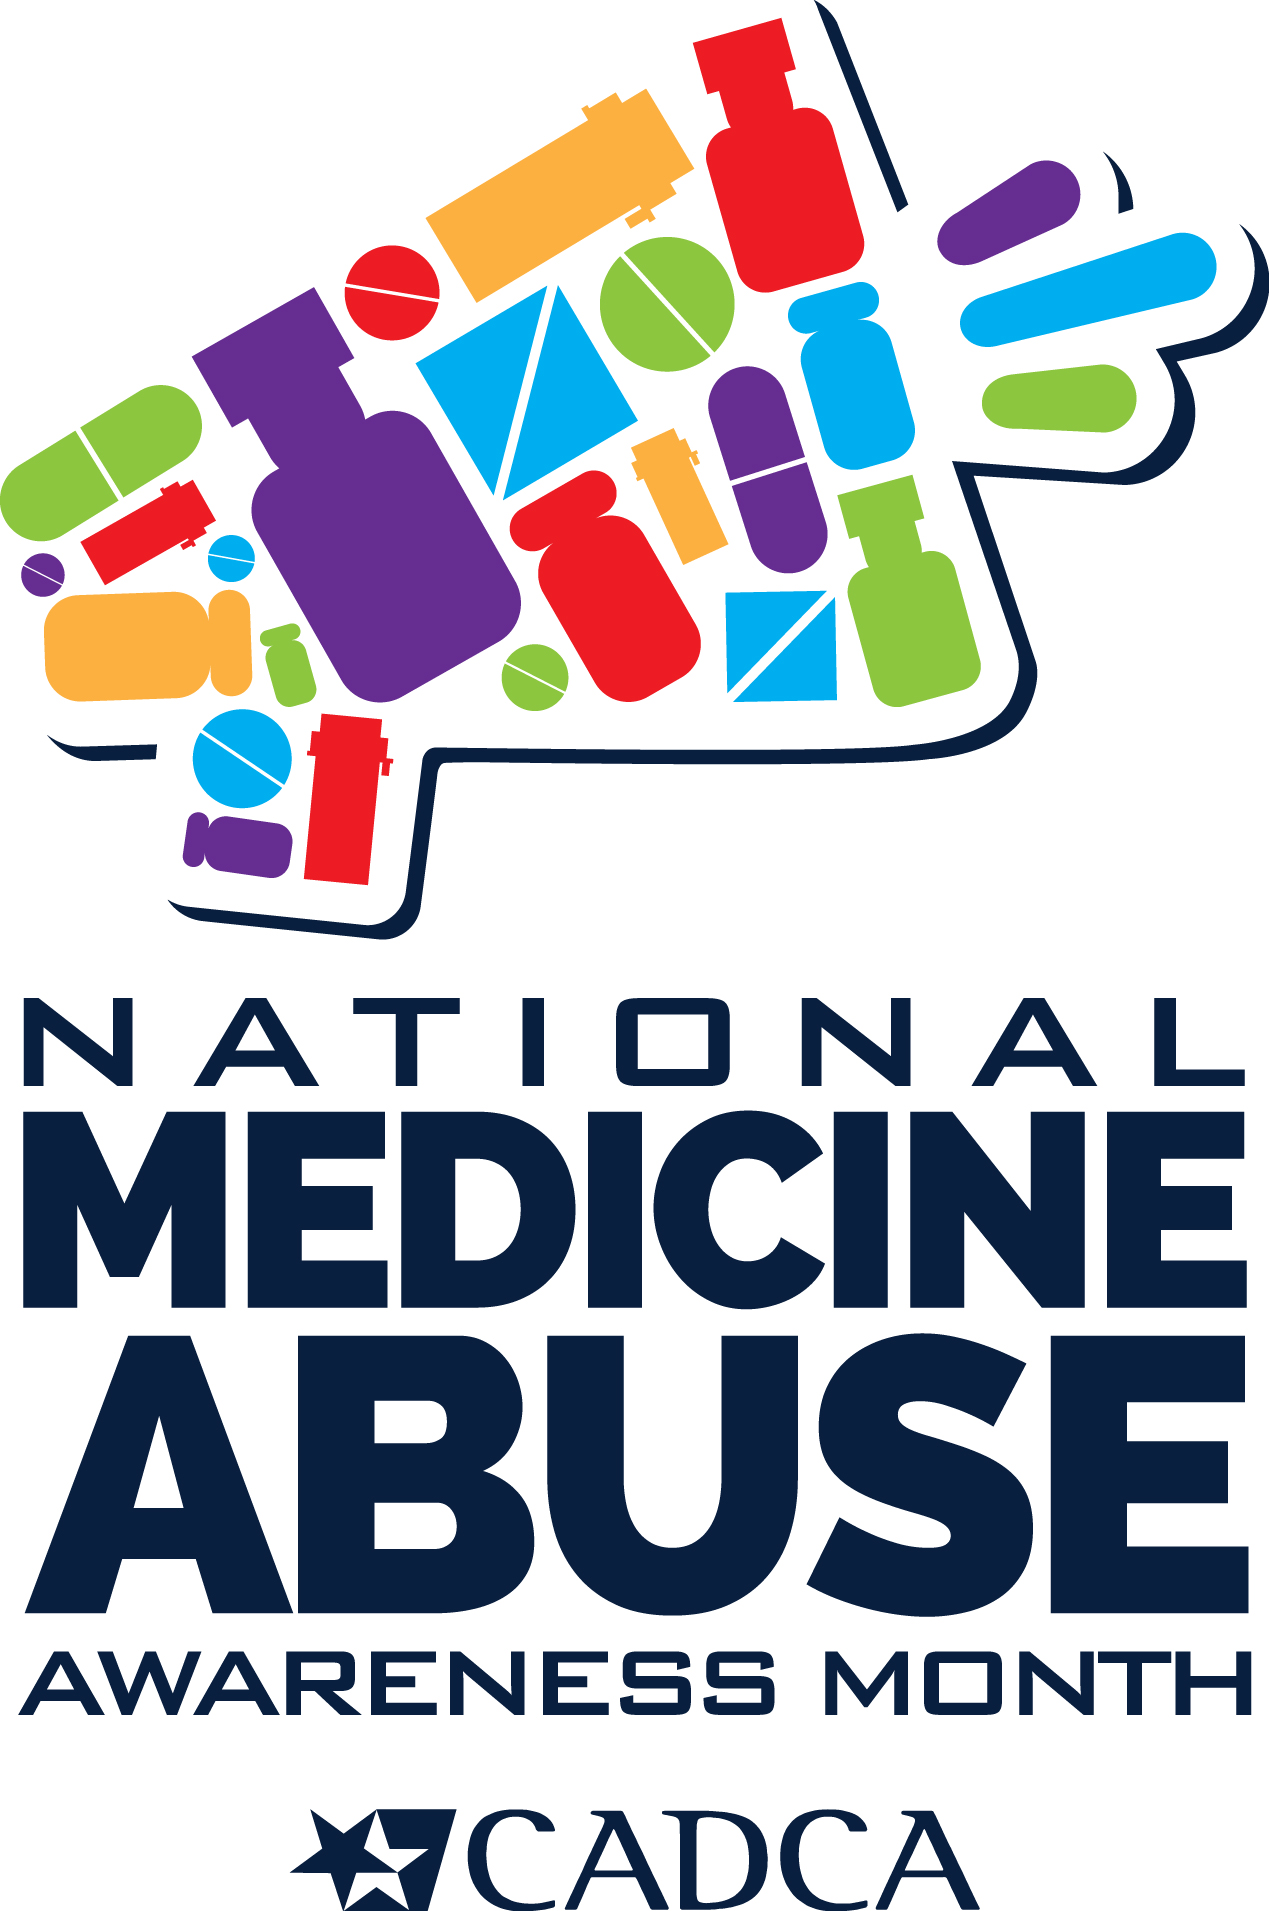 NATIONAL
MEDICINE
ABUSE
AWARENESS MONTH
CADCA